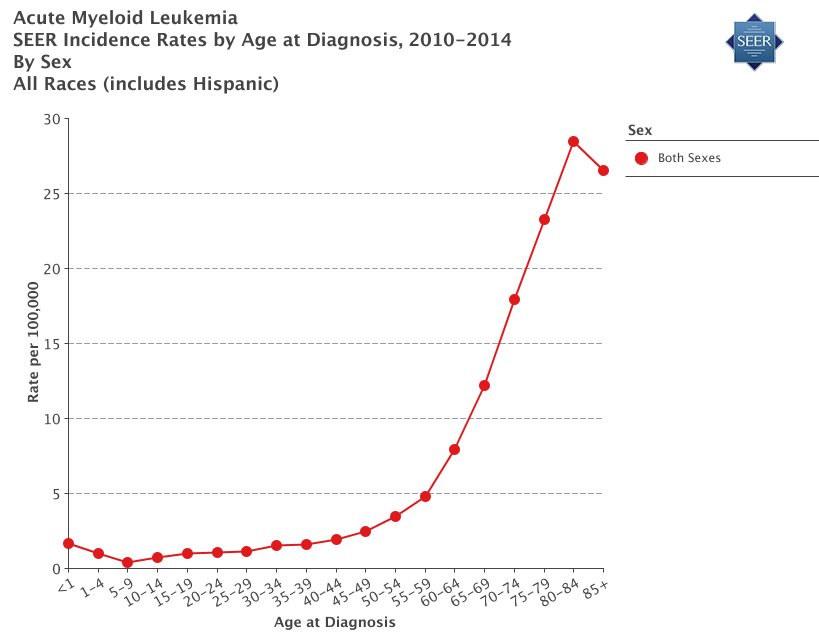 Acute Myeloid Leukemia
SEER Incidence Rates by Age at Diagnosis, 2010-2014
By Sex
All Races (includes Hispanic)
SEER
Sex
Both Sexes
Rate per 100,000
30
25
20
15
10
5
0
<1
1-4
5-9
10-14
15-19
20-24
25-29
30-34
35-39
40-44
45-49
50-54
55-59
60-64
65-69
70-74
75-79
80-84
85+
Age at Diagnosis